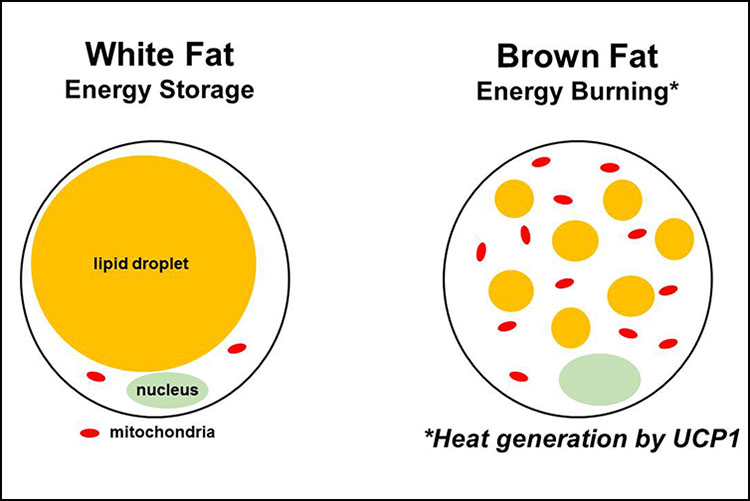 White Fat
Energy Storage
lipid droplet
nucleus
mitochondria
Brown Fat
Energy Burning*
*Heat generation by UCP1